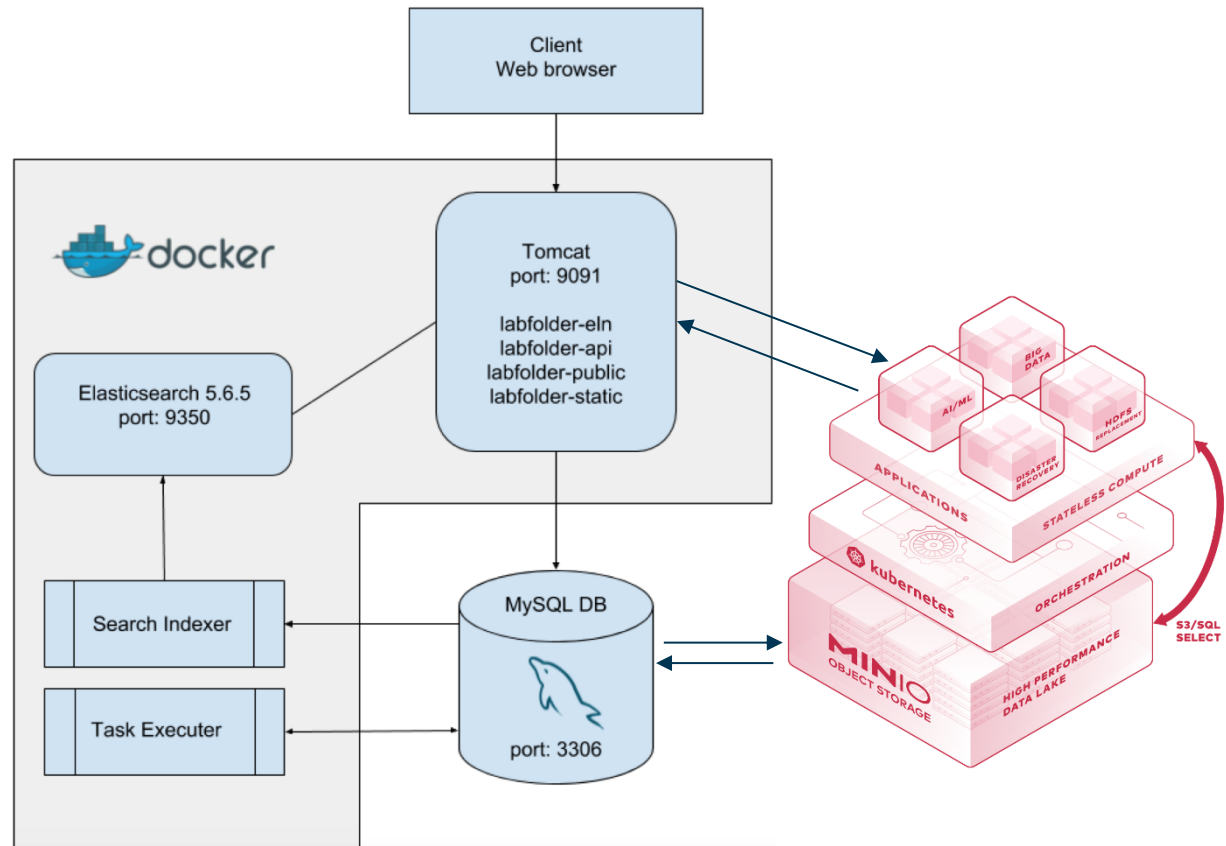 Client
Web browser
docker
Tomcat
port: 9091
labfolder-eln
labfolder-api
labfolder-public
labfolder-static
Elasticsearch 5.6.5
port: 9350
Search Indexer
Task Executer
MySQL DB
port: 3306
BIG
DATA
AI/ML
HDFS
REPLACEMENT
DISASTER
RECOVERY
APPLICATIONS
STATELESS COMPUTE
kubernetes
ORCHESTRATION
S3/SQL
SELECT
MINIO
OBJECT STORAGE
HIGH PERFORMANCE
DATA LAKE